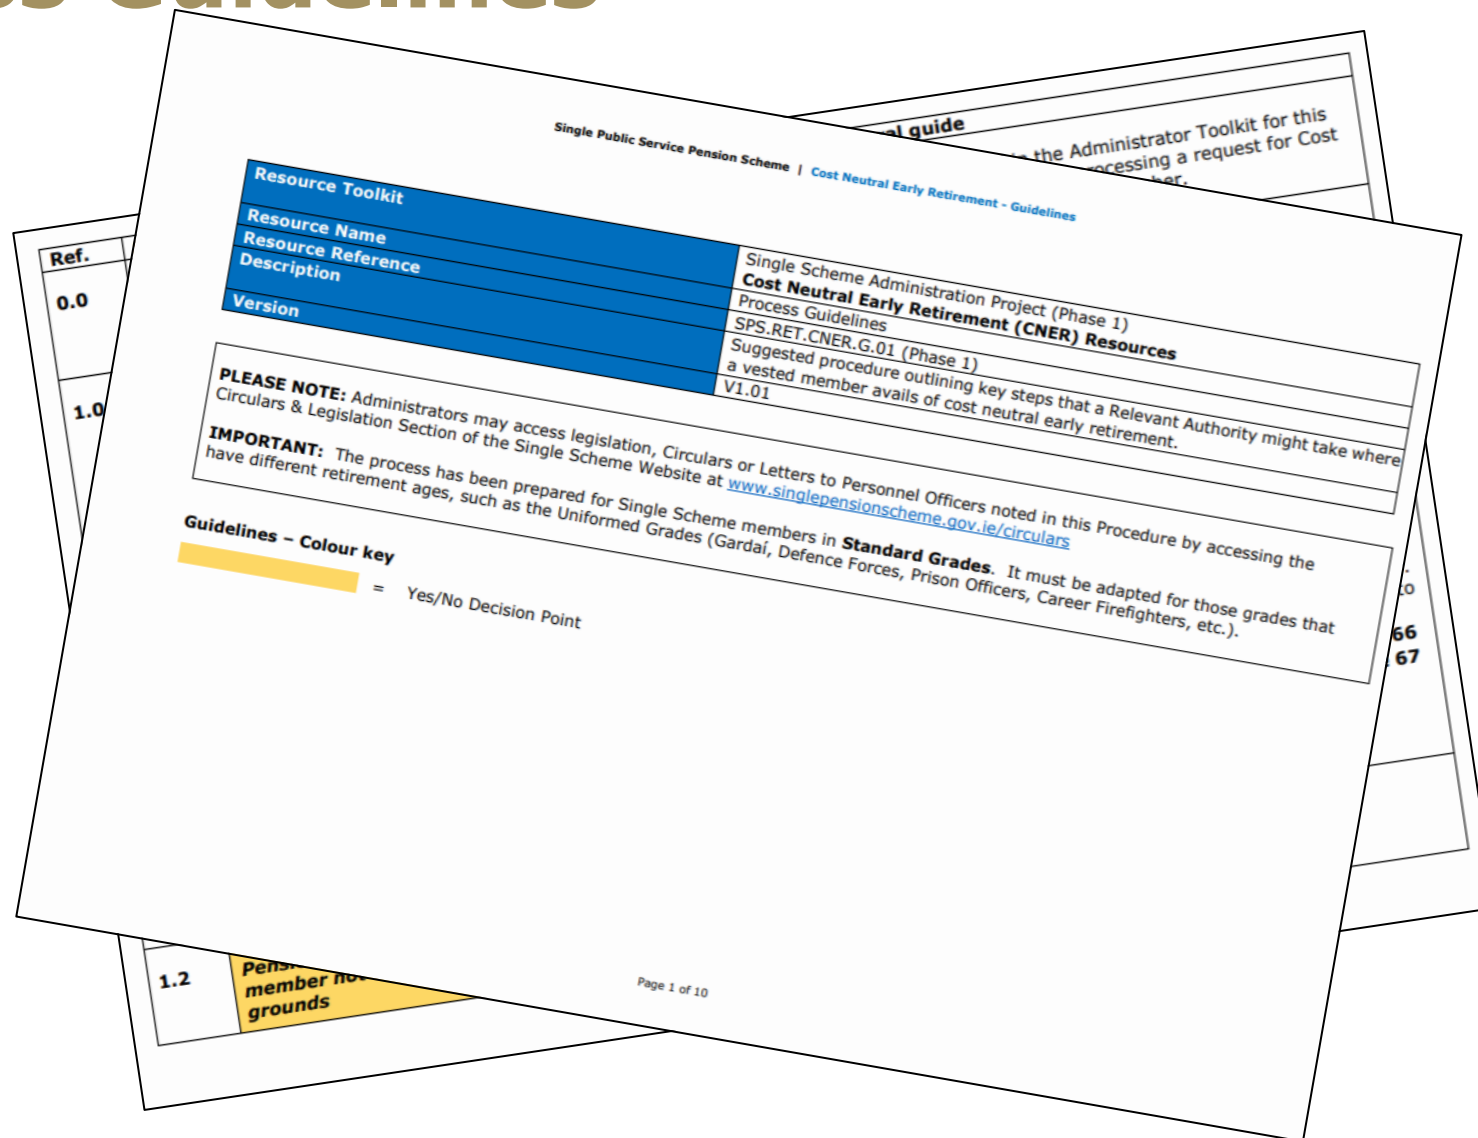 Guidelines
Single Public Service Pension Scheme | Cost Neutral Early Retirement - Guidelines
Resource Toolkit
Single Scheme Administration Project (Phase 1)
Cost Neutral Early Retirement (CNER) Resources
Resource Name
Process Guidelines
Resource Reference
SPS.RET.CNER.G.01 (Phase 1)
Description
Suggested procedure outlining key steps that a Relevant Authority might take where
a vested member avails of cost neutral early retirement.
Version
V1.01
PLEASE NOTE: Administrators may access legislation, Circulars or Letters to Personnel Officers noted in this Procedure by accessing the
Circulars & Legislation Section of the Single Scheme Website at www.singlepensionscheme.gov.ie/circulars
IMPORTANT: The process has been prepared for Single Scheme members in Standard Grades. It must be adapted for those grades that
have different retirement ages, such as the Uniformed Grades (Gardaí, Defence Forces, Prison Officers, Career Firefighters, etc.).
Guidelines – Colour key
= Yes/No Decision Point
Page 1 of 10
guide
the Administrator Toolkit for this
a request for Cost
Ref.
0.0
1.0
to
66
67
1.2
member
grounds